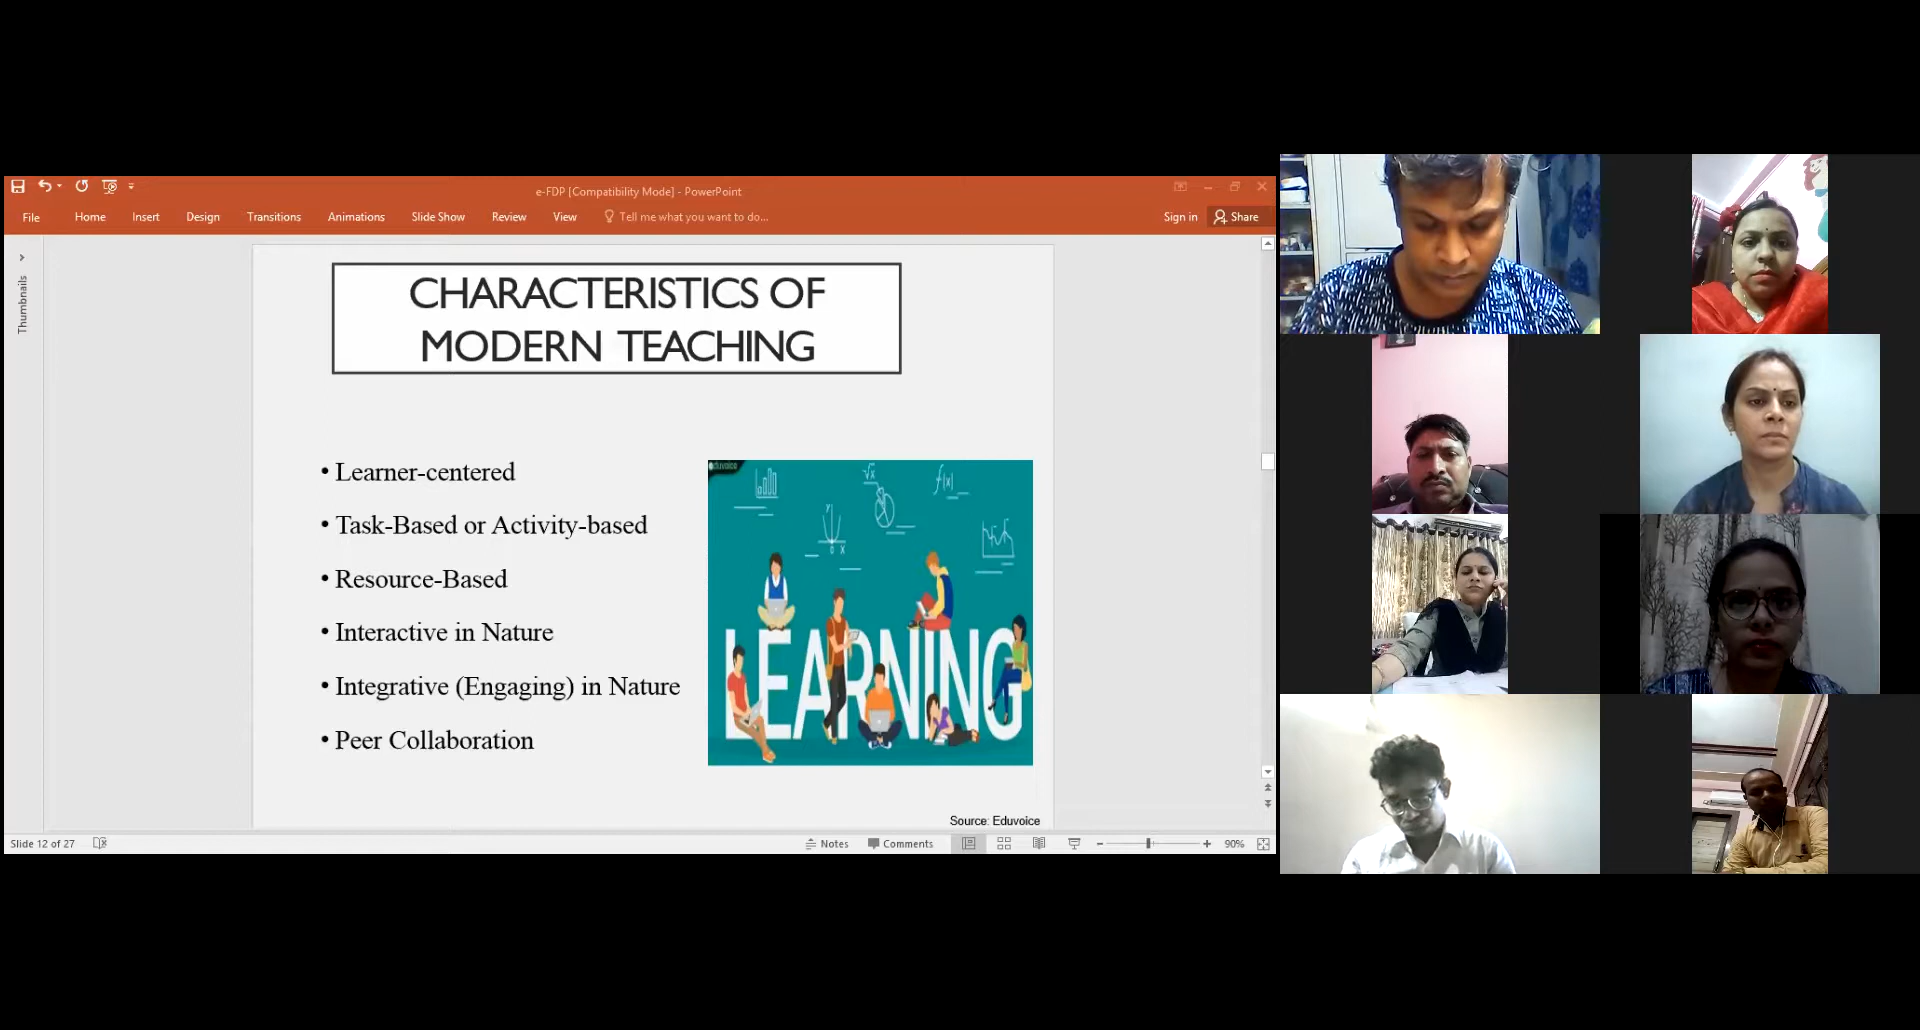 e-FDP [Compatibility Mode] - PowerPoint
File Home Insert Design Transitions Animations Slide Show Review View Tell me what you want to do... Sign in Share
Thumbnails
CHARACTERISTICS OF
MODERN TEACHING
• Learner-centered
• Task-Based or Activity-based
• Resource-Based
• Interactive in Nature
• Integrative (Engaging) in Nature
• Peer Collaboration
eduvoice
√x
f(x)
y
0 x
LEARNING
Source: Eduvoice
Slide 12 of 27 Notes Comments 90%